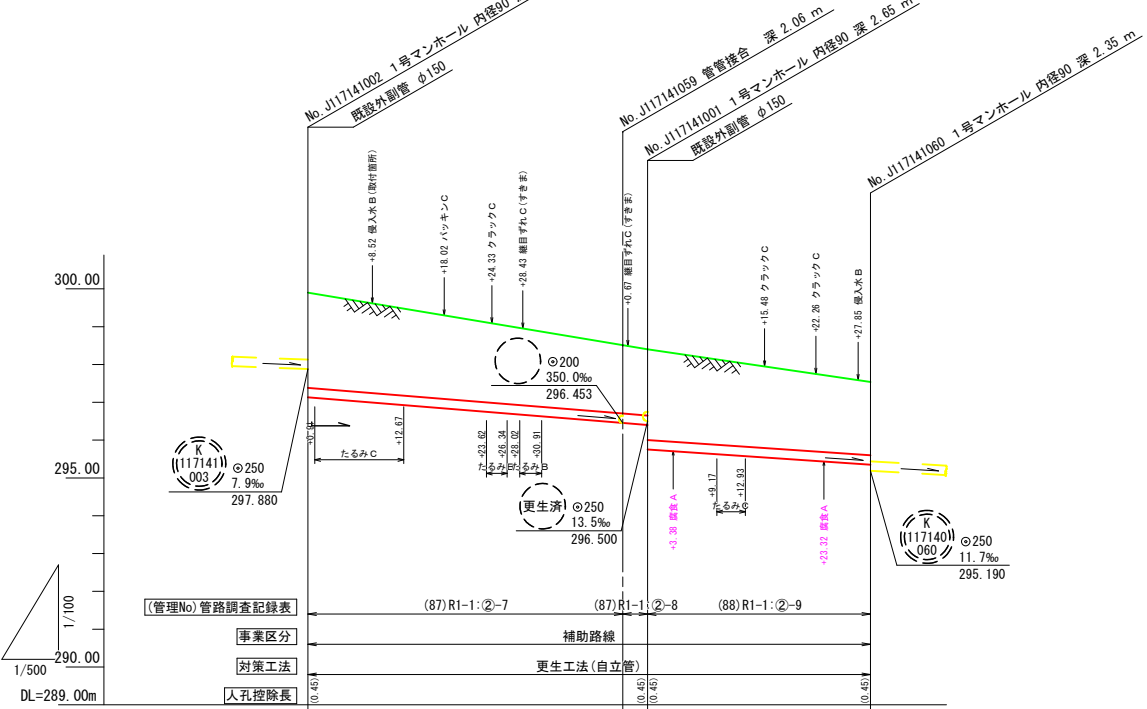 No. J117141002 1号マンホール 内径90
既設外副管 φ150
No. J117141059 管管接合 深 2.06 m
No. J117141001 1号マンホール 内径90 深 2.65 m
既設外副管 φ150
No. J117141060 1号マンホール 内径90 深 2.35 m
+8.52 侵入水B(取付箇所)
+18.02 パッキンC
+24.33 クラックC
+28.43 継目ずれC(すきま)
+0.67 継目ずれC(すきま)
+15.48 クラックC
+22.26 クラックC
+27.85 侵入水B
300.00
295.00
290.00
DL=289.00m
1/100
1/500
K
117141
003
⊙250
7.9‰
297.880
⊙200
350.0‰
296.453
+12.67
たるみC
+23.62
+26.34
たるみB
+28.02
+30.91
たるみB
更生済
⊙250
13.5‰
296.500
+3.38 腐食A
+9.17
+12.93
たるみC
+23.32 腐食A
K
117140
060
⊙250
11.7‰
295.190
(管理No)管路調査記録表
(87)R1-1:②-7
(87)R1-1:②-8
(88)R1-1:②-9
事業区分
補助路線
対策工法
更生工法(自立管)
人孔控除長
(0.45)
(0.45)
(0.45)
(0.45)